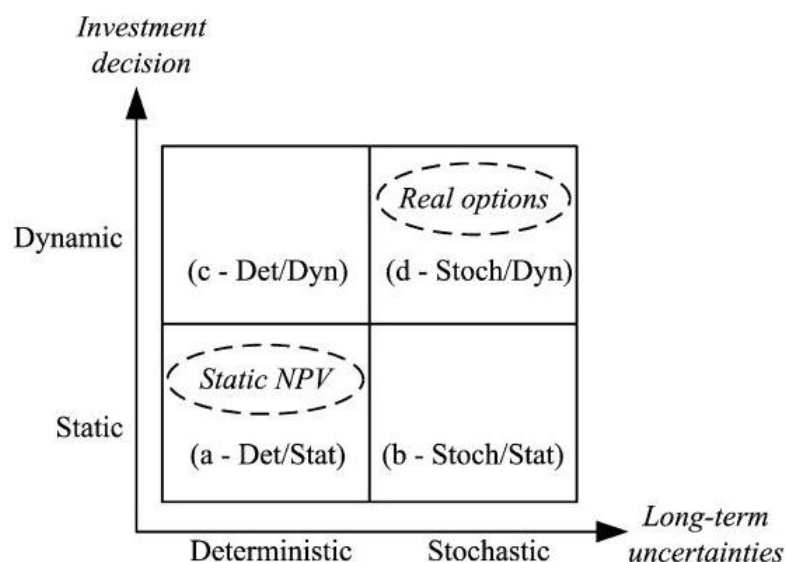 Investment
decision
Real options
Dynamic
(c - Det/Dyn) (d - Stoch/Dyn)
Static NPV
Static
(a - Det/Stat) (b - Stoch/Stat)
Long-term
uncertainties
Deterministic Stochastic